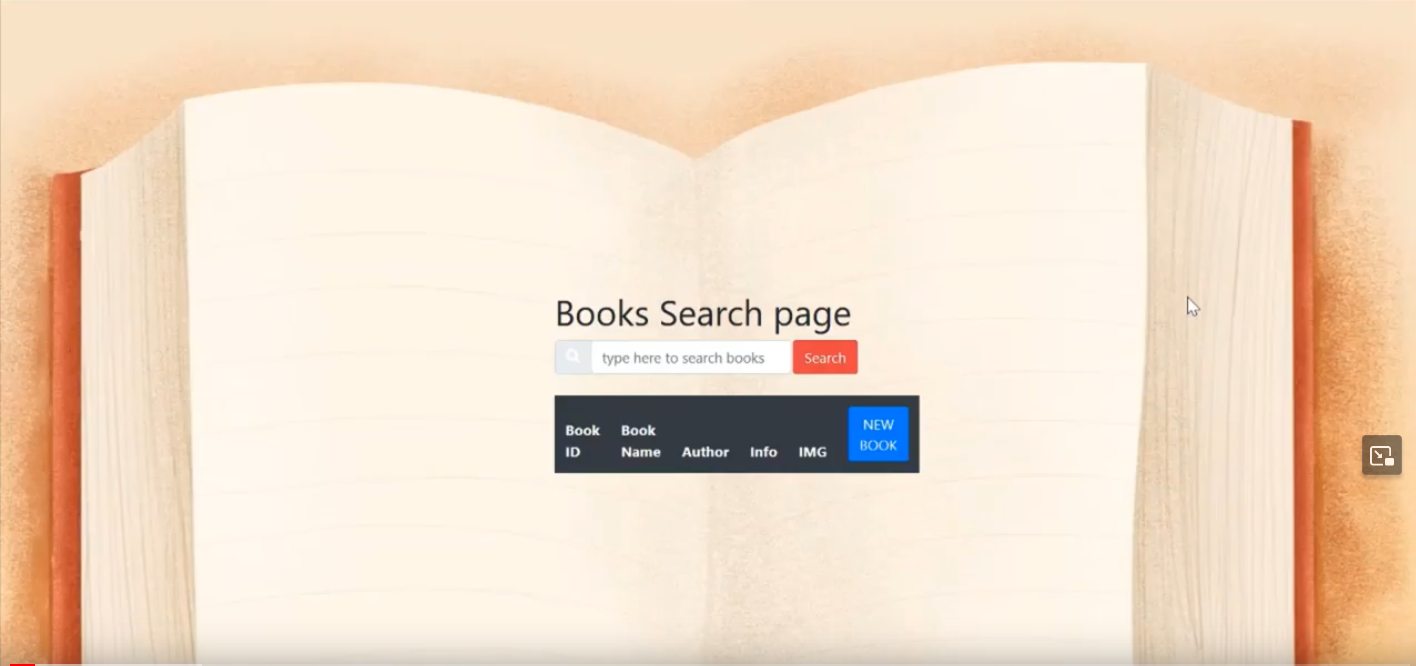 Books Search page
type here to search books Search
Book ID Book Name Author Info IMG NEW BOOK